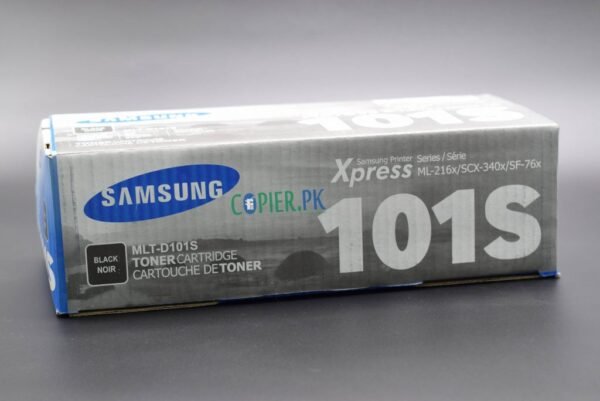 SAMSUNG
COPIER.PK
Samsung Printer
Xpress
Series / Série
ML-216x/SCX-340x/SF-76x
101S
BLACK
NOIR
MLT-D101S
TONER CARTRIDGE
CARTOUCHE DE TONER
SAMSUNG